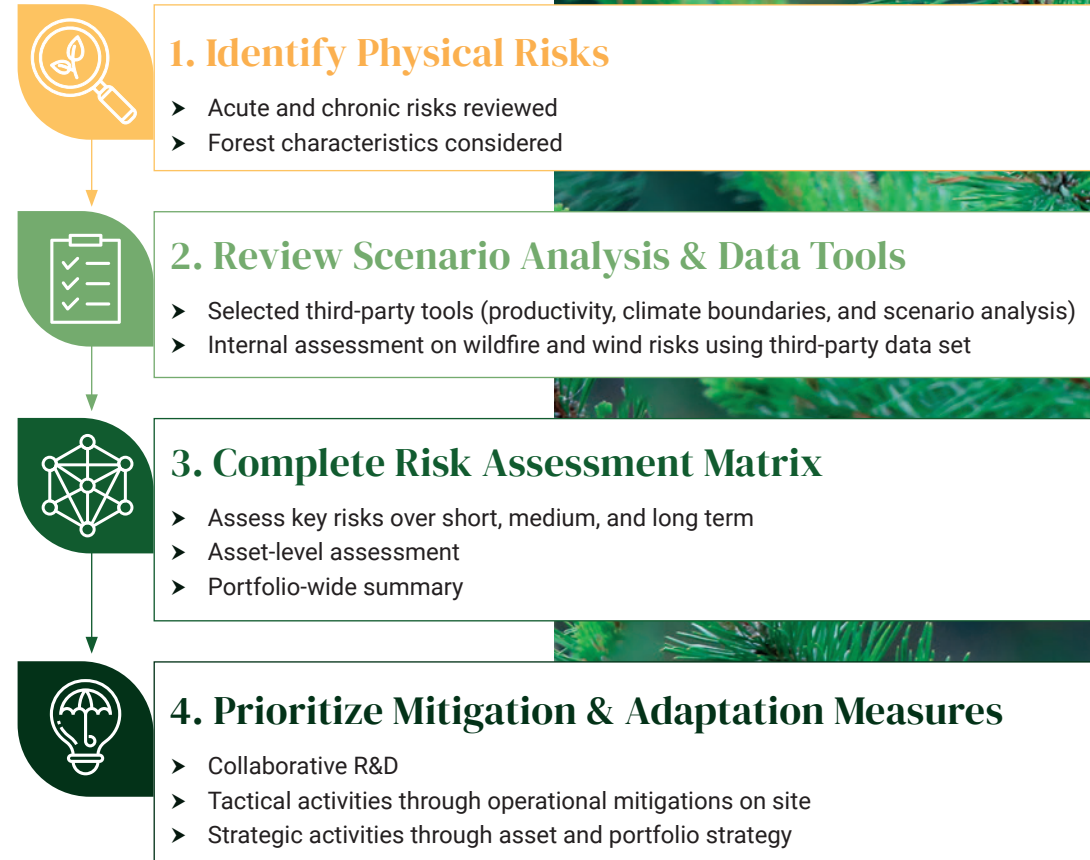 1. Identify Physical Risks
➤ Acute and chronic risks reviewed
➤ Forest characteristics considered
2. Review Scenario Analysis & Data Tools
➤ Selected third-party tools (productivity, climate boundaries, and scenario analysis)
➤ Internal assessment on wildfire and wind risks using third-party data set
3. Complete Risk Assessment Matrix
➤ Assess key risks over short, medium, and long term
➤ Asset-level assessment
➤ Portfolio-wide summary
4. Prioritize Mitigation & Adaptation Measures
➤ Collaborative R&D
➤ Tactical activities through operational mitigations on site
➤ Strategic activities through asset and portfolio strategy